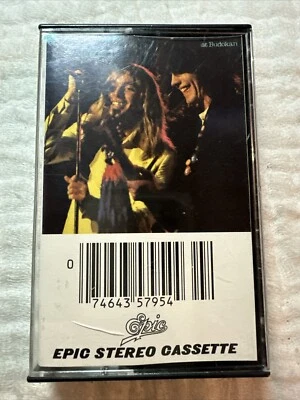 at Budokan
0
74643 57954
Epic
EPIC STEREO CASSETTE